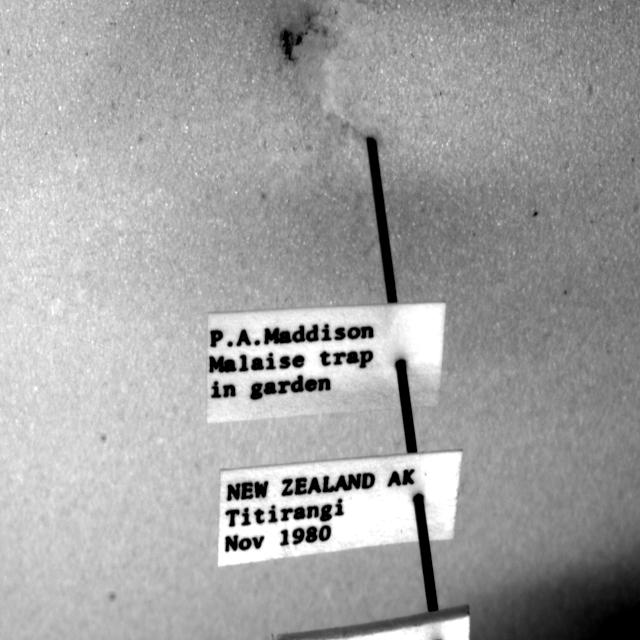 P.A.Maddison
Malaise trap
in garden
NEW ZEALAND AK
Titirangi
Nov 1980